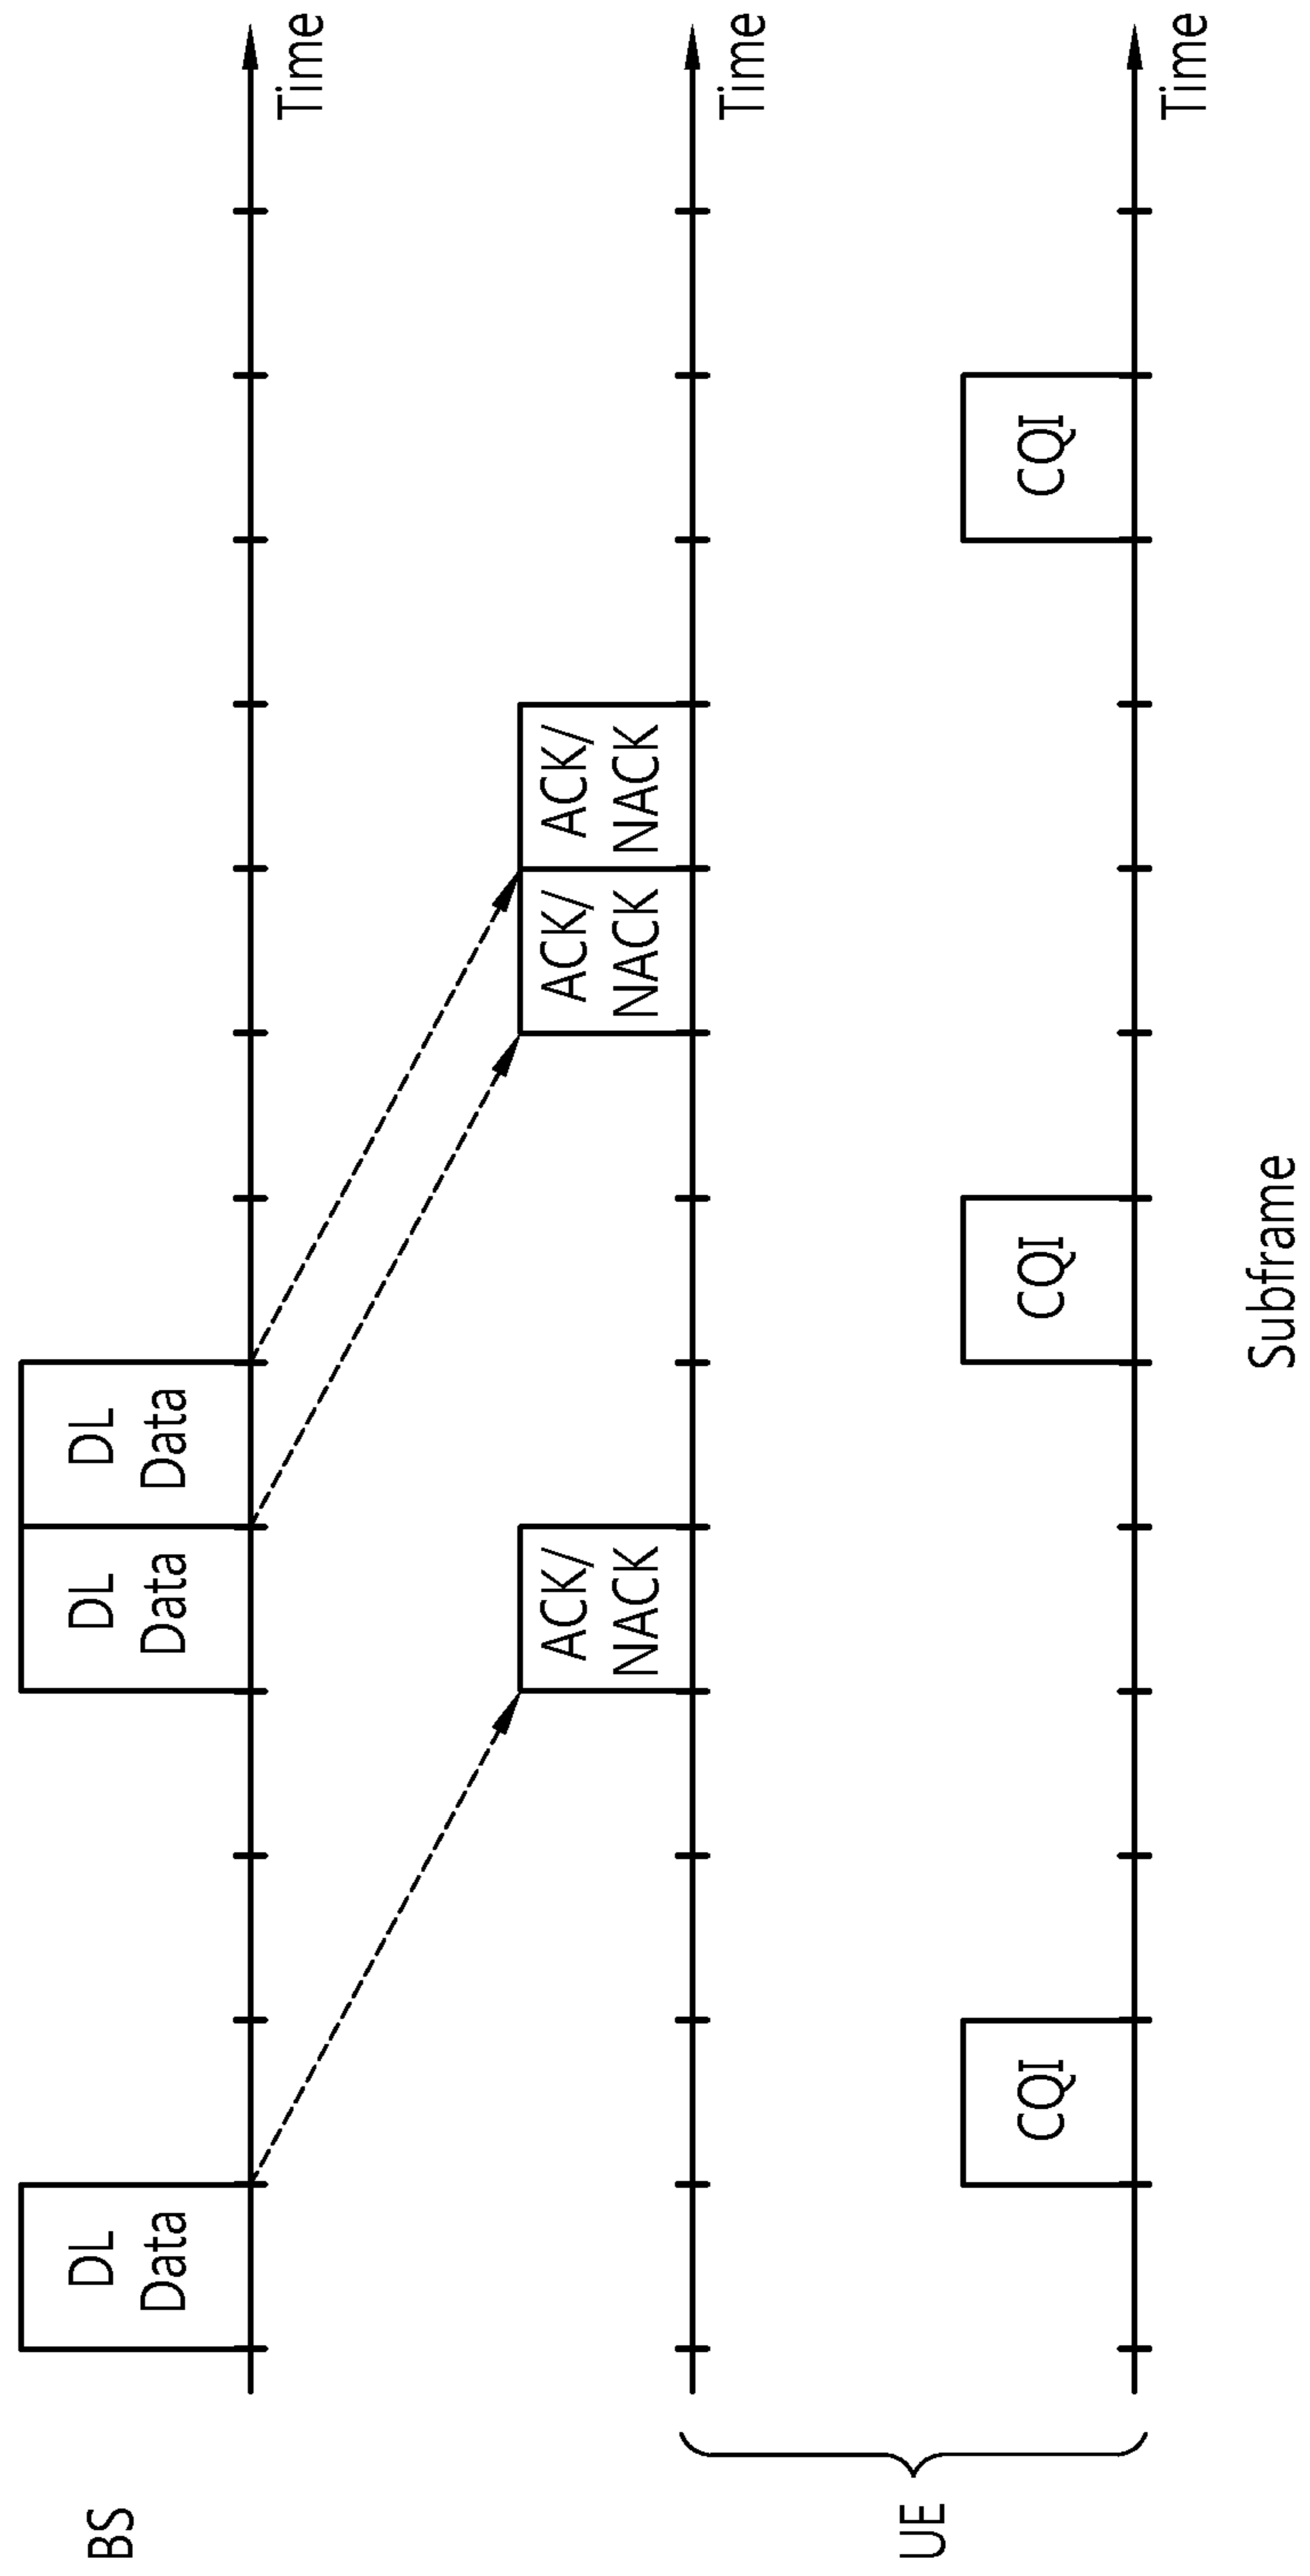 BS
DL
Data
DL
Data
DL
Data
Time
ACK/
NACK
ACK/
NACK
ACK/
NACK
Time
UE
CQI
CQI
CQI
Time
Subframe